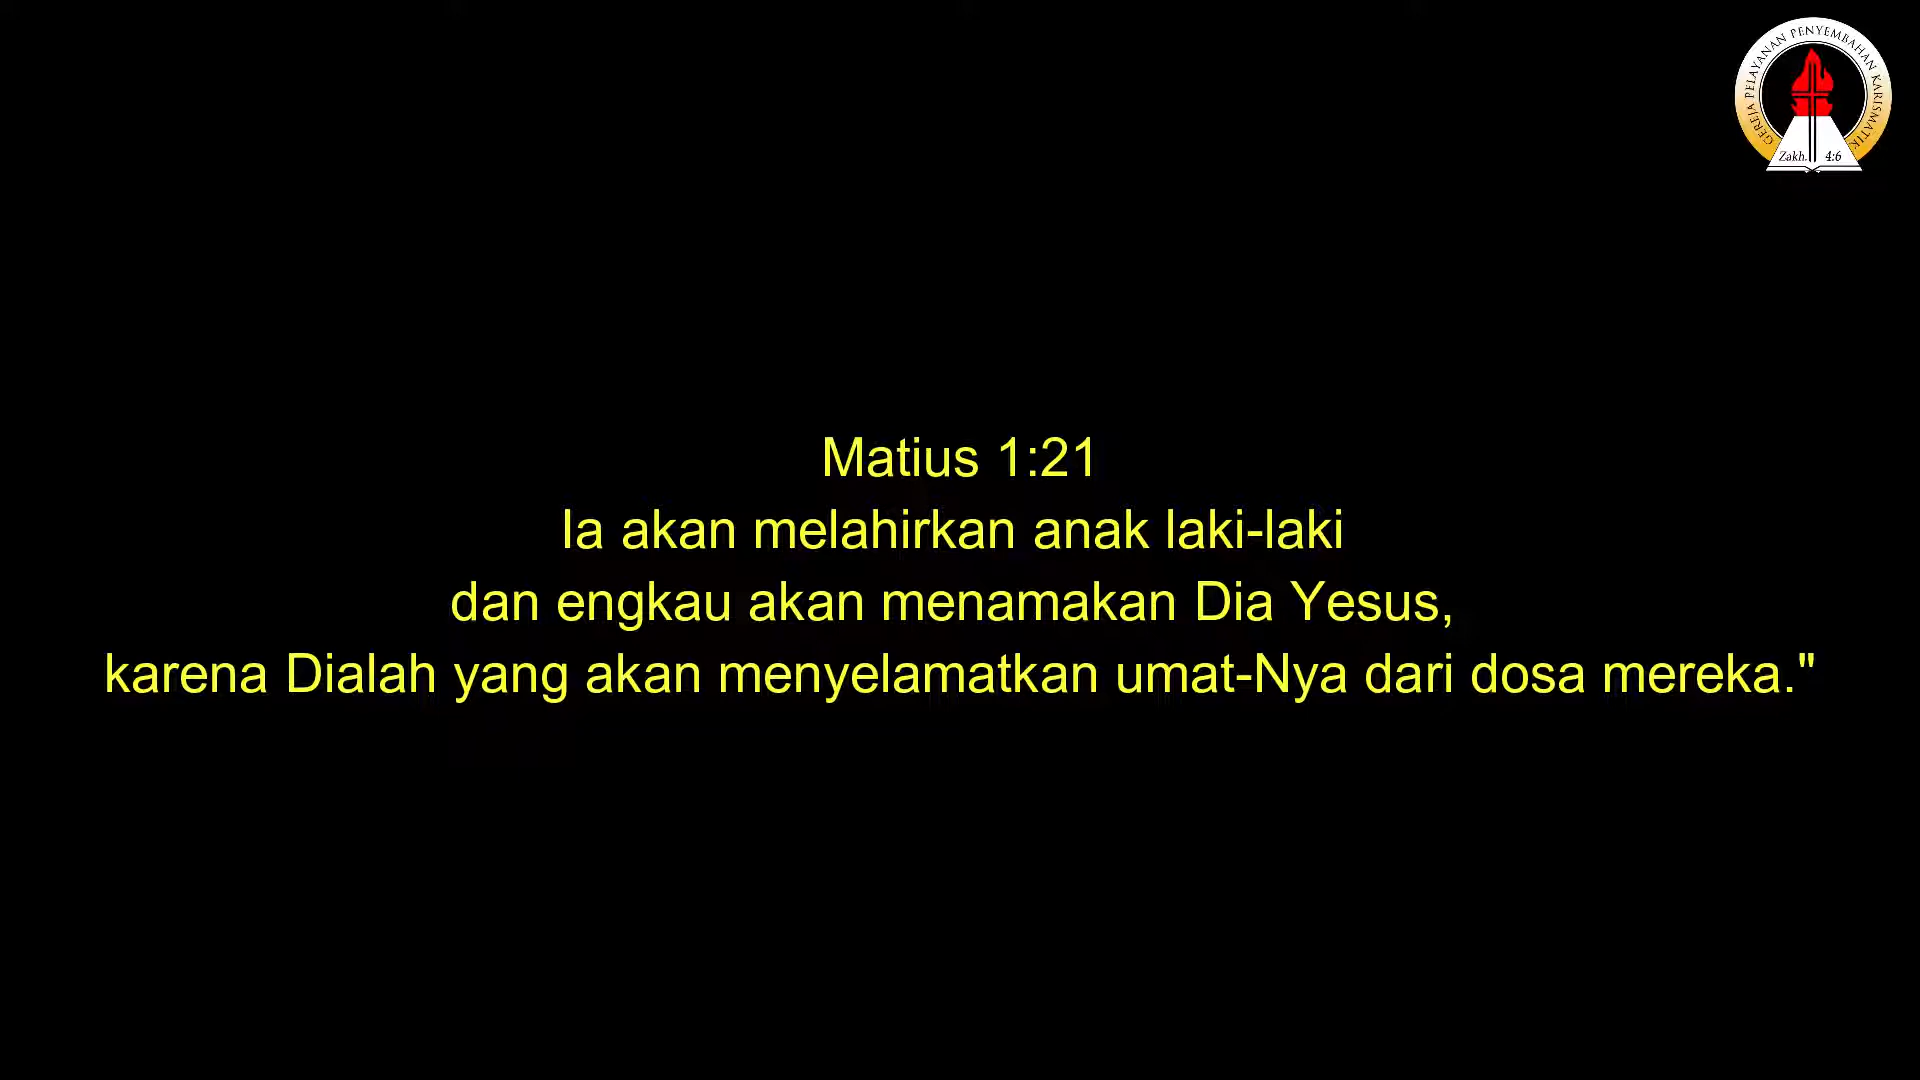 GEREJA PELAYANAN PENYEMBAHAN KARISMATIK
Zakh. 4:6
Matius 1:21
Ia akan melahirkan anak laki-laki
dan engkau akan menamakan Dia Yesus,
karena Dialah yang akan menyelamatkan umat-Nya dari dosa mereka."